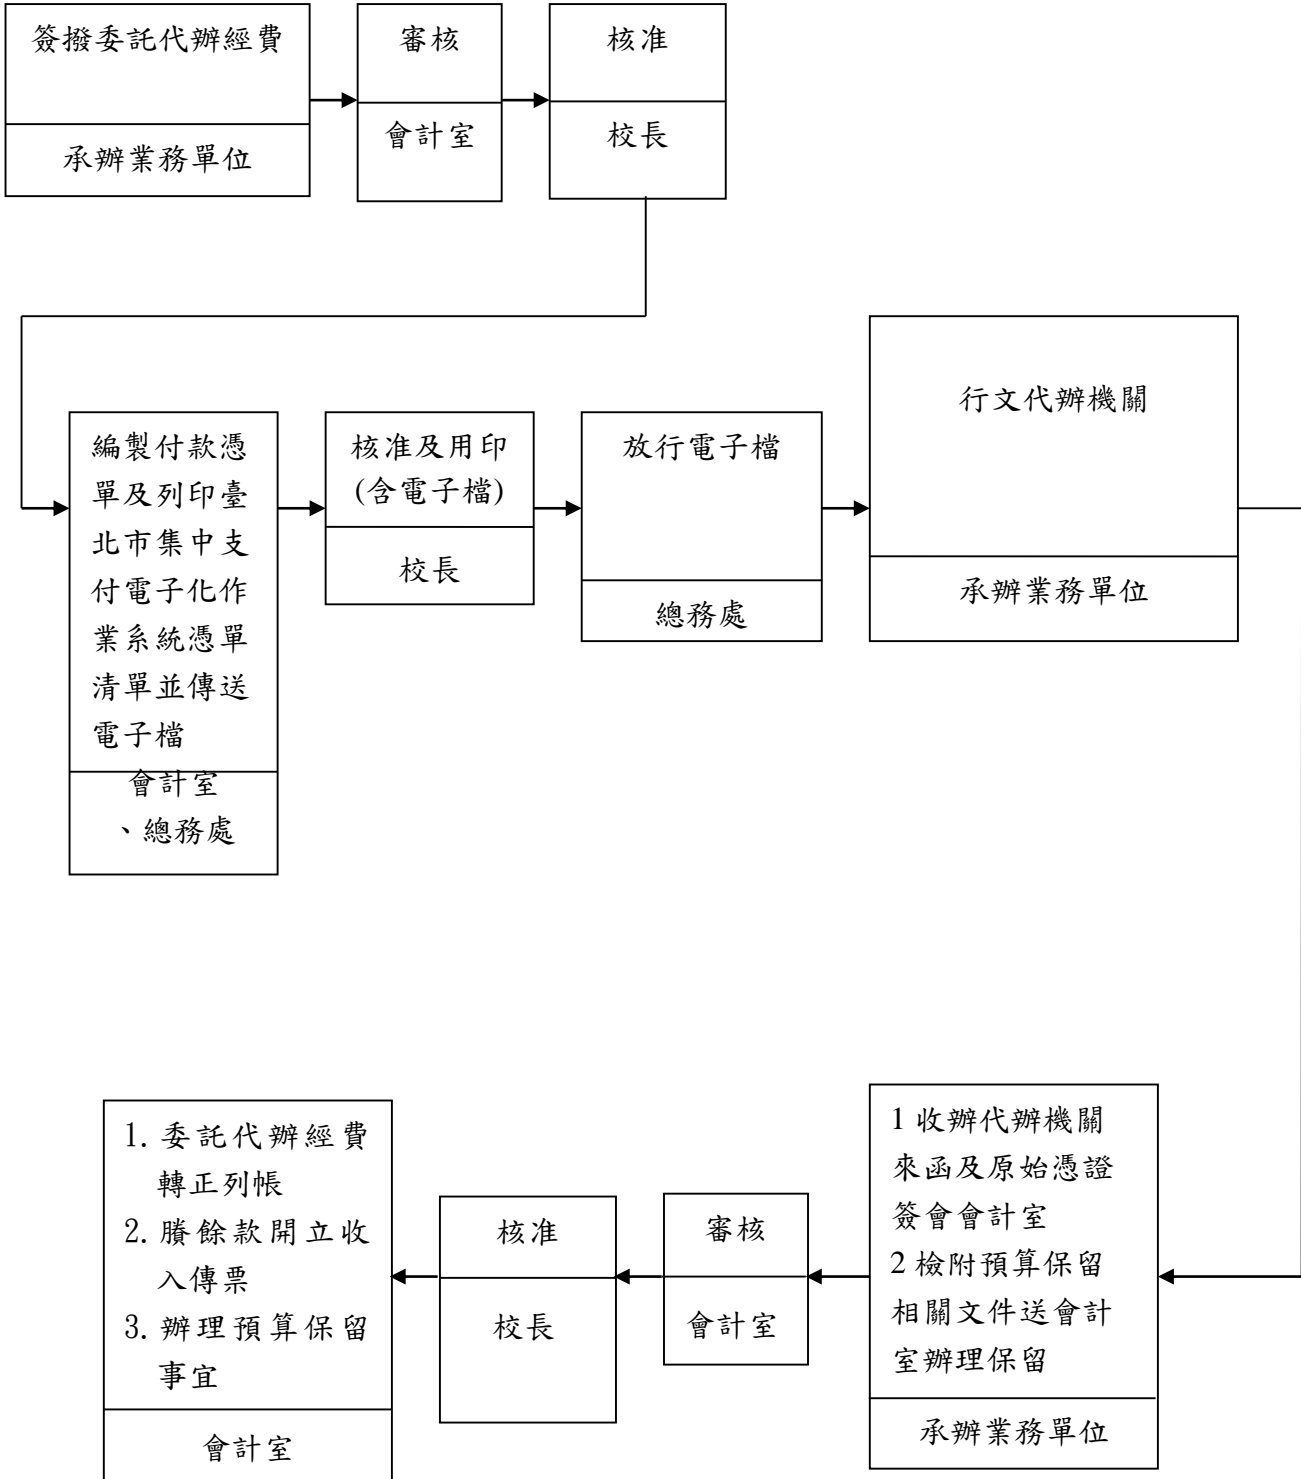 簽撥委託代辦經費
承辦業務單位
審核
會計室
核准
校長
編製付款憑
單及列印臺
北市集中支
付電子化作
業系統憑單
清單並傳送
電子檔
會計室
、總務處
核准及用印
(含電子檔)
校長
放行電子檔
總務處
行文代辦機關
承辦業務單位
1 收辦代辦機關
來函及原始憑證
簽會會計室
2 檢附預算保留
相關文件送會計
室辦理保留
承辦業務單位
審核
會計室
核准
校長
1. 委託代辦經費
轉正列帳
2. 賸餘款開立收
入傳票
3. 辦理預算保留
事宜
會計室